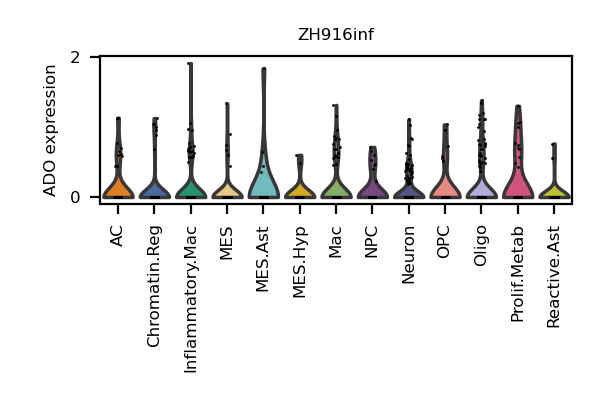 ZH916inf
ADO expression
2
0
AC
Chromatin.Reg
Inflammatory.Mac
MES
MES.Ast
MES.Hyp
Mac
NPC
Neuron
OPC
Oligo
Prolif.Metab
Reactive.Ast